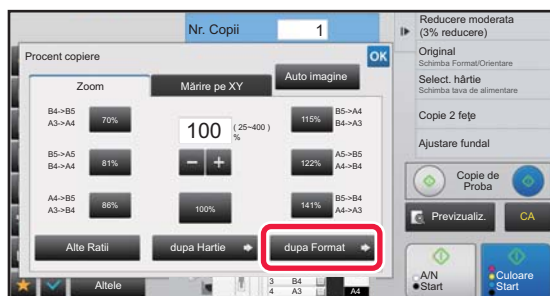 Nr. Copii
1
Procent copiere
OK
Zoom
Mărire pe XY
Auto imagine
B4->B5
A3->A4
70%
B5->A5
B4->A4
81%
A4->B5
A3->B4
86%
100
(25~400)
%
100%
115%
B5->A4
B4->A3
122%
A5->B5
A4->B4
141%
B5->B4
A4->A3
Alte Ratii
dupa Hartie
dupa Format
Altele
3 B4
4 A3
A4
Reducere moderata
(3% reducere)
Original
Schimba Format/Orientare
Select. hârtie
Schimba tava de alimentare
Copie 2 feţe
Ajustare fundal
Copie de
Proba
Previzualiz.
CA
A/N
Start
Culoare
Start